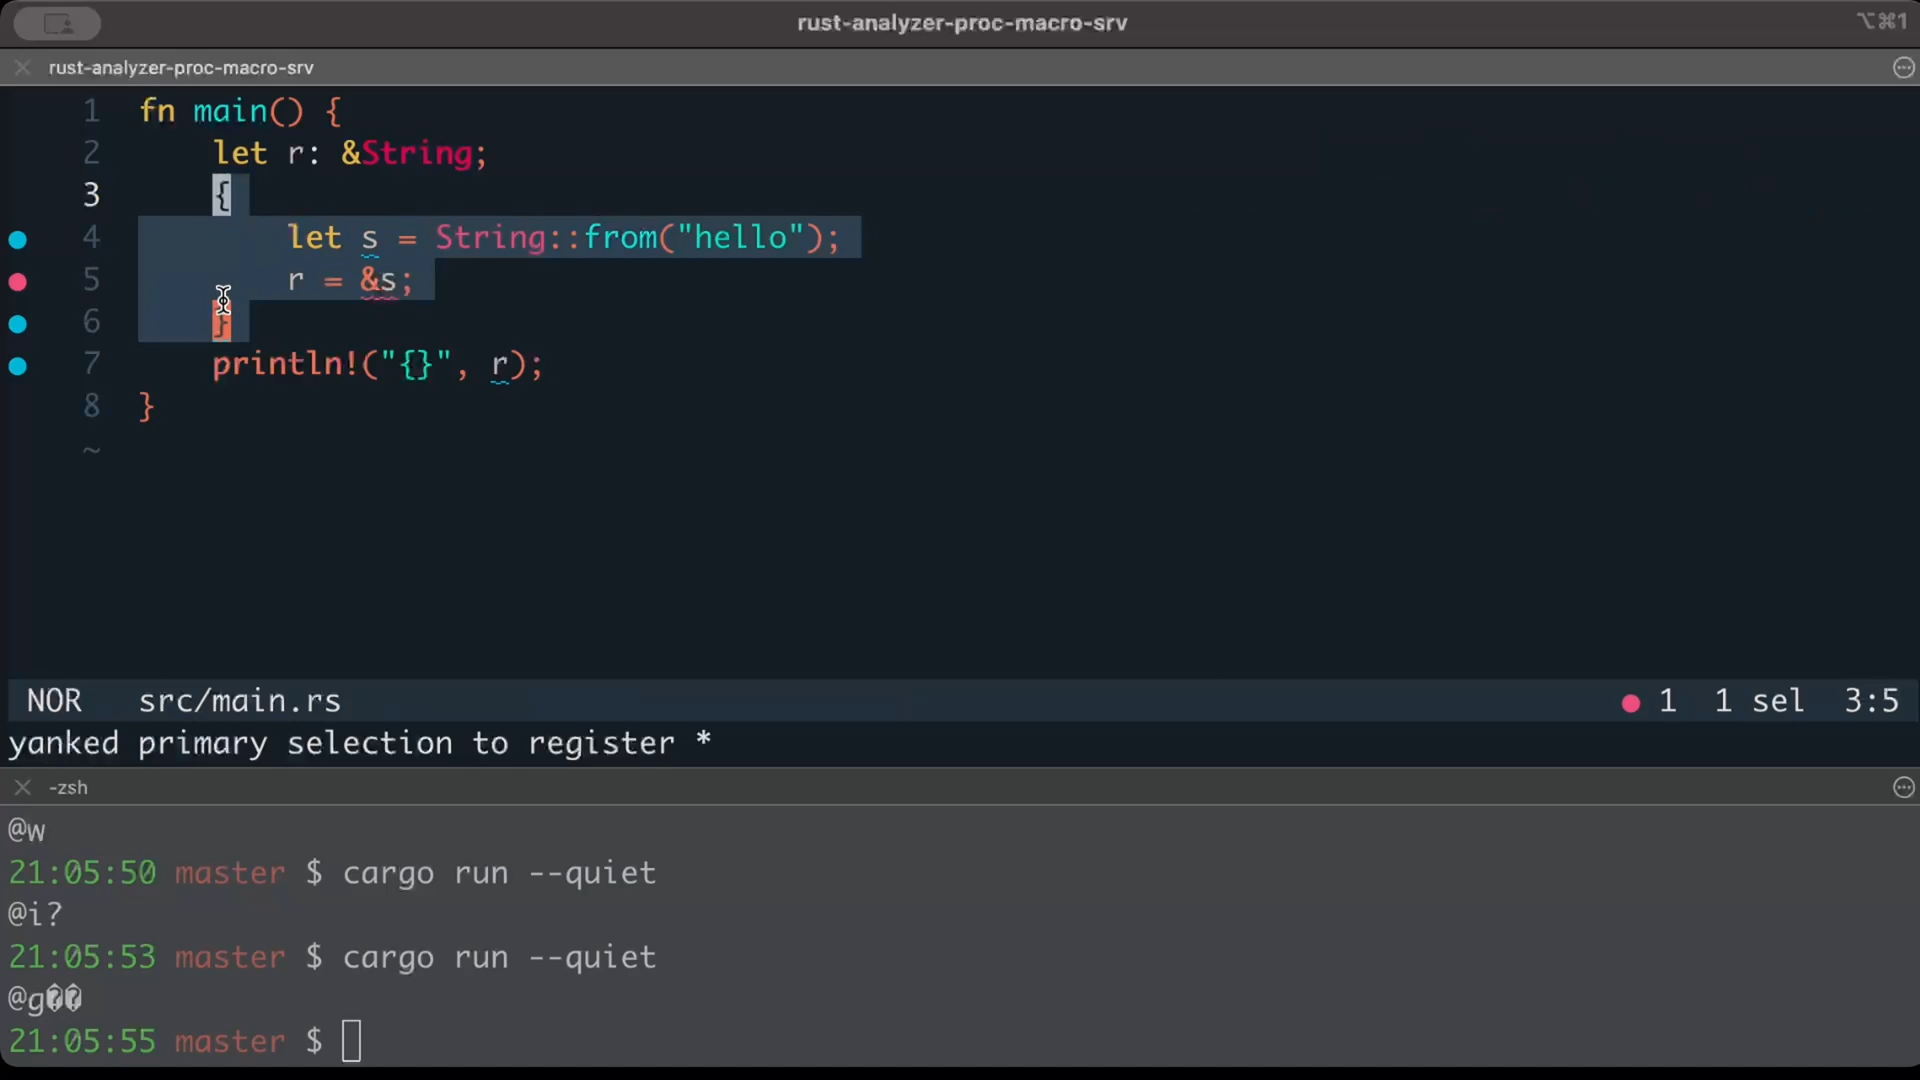 rust-analyzer-proc-macro-srv
⌥⌘1
rust-analyzer-proc-macro-srv
1 fn main() {
2     let r: &String;
3     {
4         let s = String::from("hello");
5         r = &s;
6     }
7     println!("{}", r);
8 }
~
NOR src/main.rs 1 1 sel 3:5
yanked primary selection to register *
-zsh
@w
21:05:50 master $ cargo run --quiet
@i?
21:05:53 master $ cargo run --quiet
@g��
21:05:55 master $